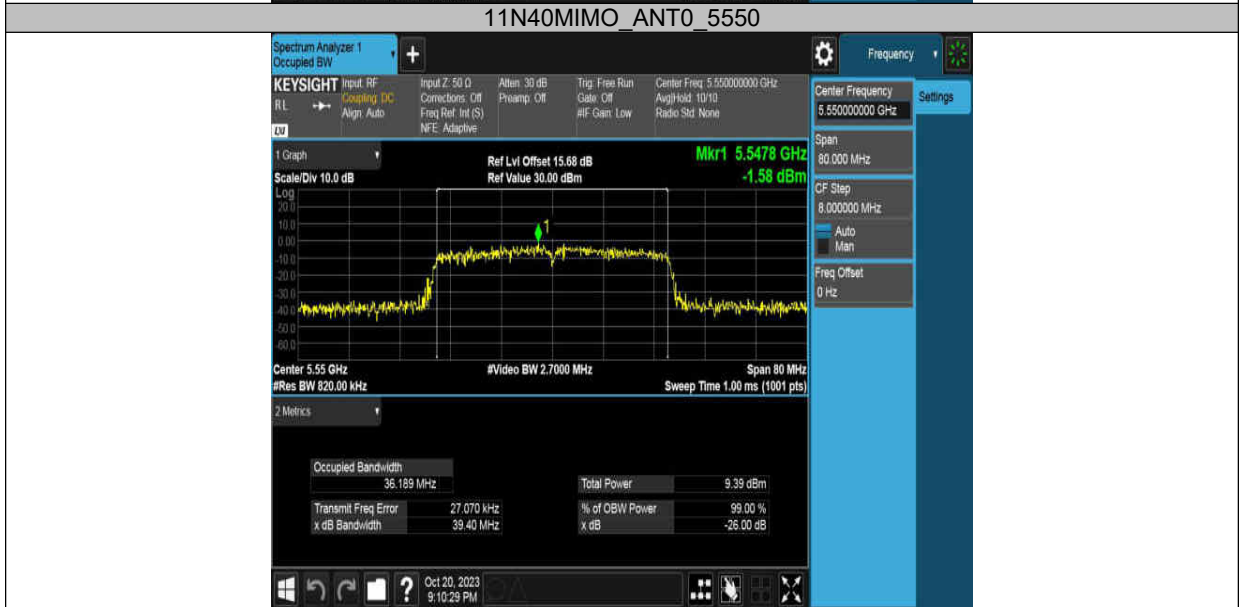 11N40MIMO_ANT0_5550
Spectrum Analyzer 1
Occupied BW
+
Frequency
KEYSIGHT
RL
LXI
Input: RF
Coupling: DC
Align: Auto
Input Z: 50 Ω
Corrections: Off
Freq Ref: Int (S)
NFE: Adaptive
Atten: 30 dB
Preamp: Off
Trig: Free Run
Gate: Off
#IF Gain: Low
Center Freq: 5.550000000 GHz
Avg|Hold: 10/10
Radio Std: None
Center Frequency
5.550000000 GHz
Settings
Span
80.000 MHz
CF Step
8.000000 MHz
Auto
Man
Freq Offset
0 Hz
1 Graph
Scale/Div 10.0 dB
Ref Lvl Offset 15.68 dB
Ref Value 30.00 dBm
Mkr1 5.5478 GHz
-1.58 dBm
Log
20.0
10.0
0.00
-10.0
-20.0
-30.0
-40.0
-50.0
-60.0
1
Center 5.55 GHz
#Res BW 820.00 kHz
#Video BW 2.7000 MHz
Span 80 MHz
Sweep Time 1.00 ms (1001 pts)
2 Metrics
Occupied Bandwidth
36.189 MHz
Total Power 9.39 dBm
Transmit Freq Error 27.070 kHz
% of OBW Power 99.00 %
x dB Bandwidth 39.40 MHz
x dB -26.00 dB
?
Oct 20, 2023
9:10:29 PM